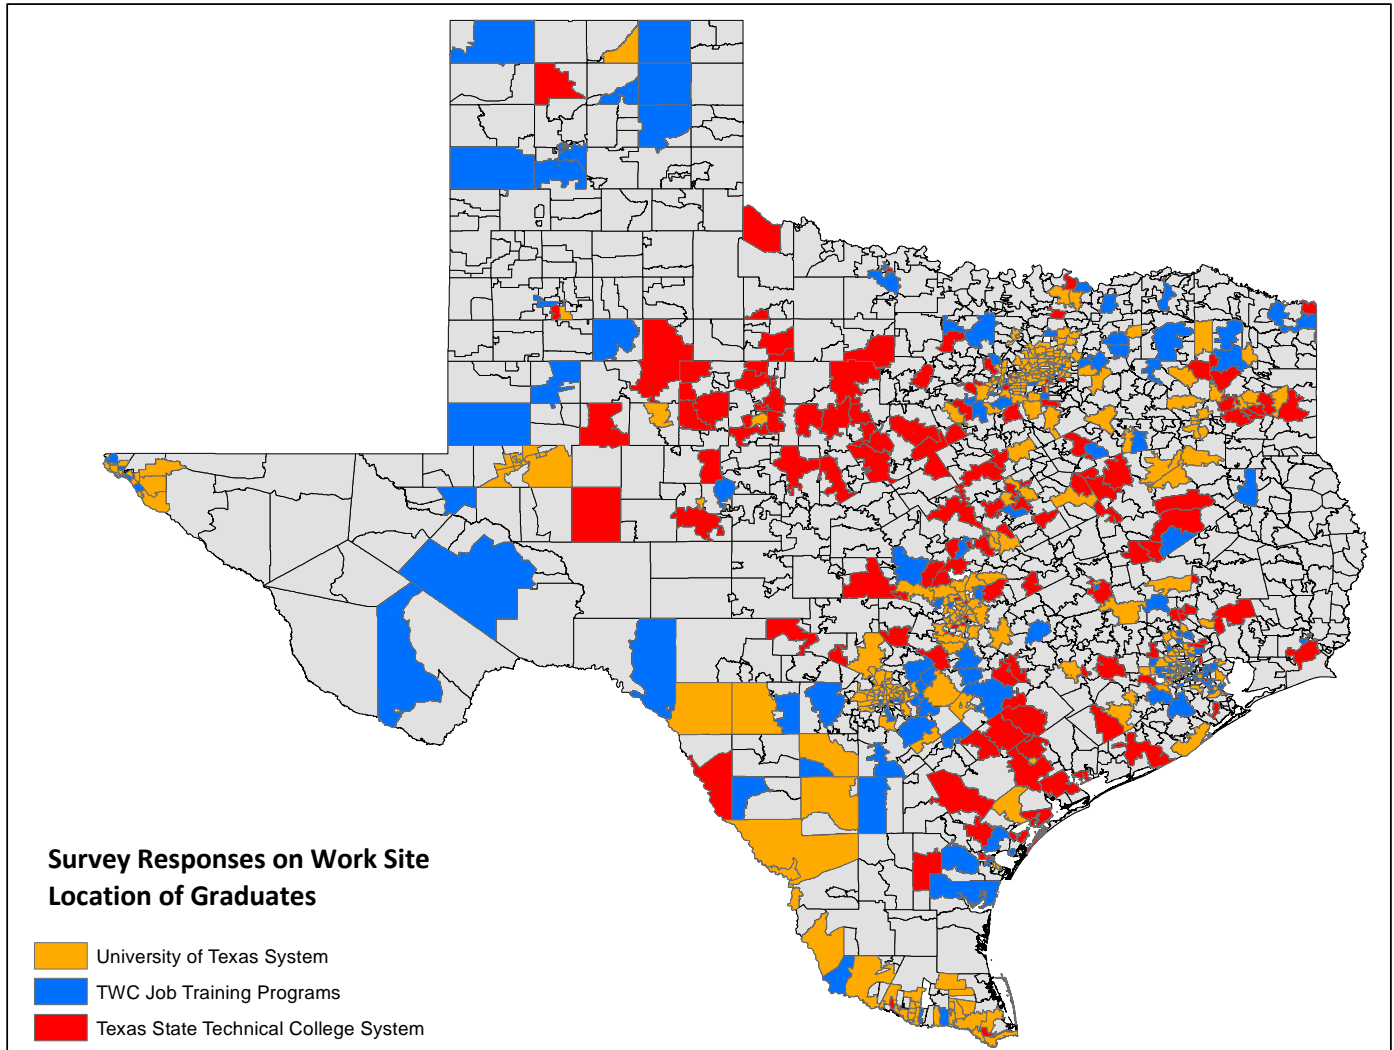 Survey Responses on Work Site
Location of Graduates
University of Texas System
TWC Job Training Programs
Texas State Technical College System